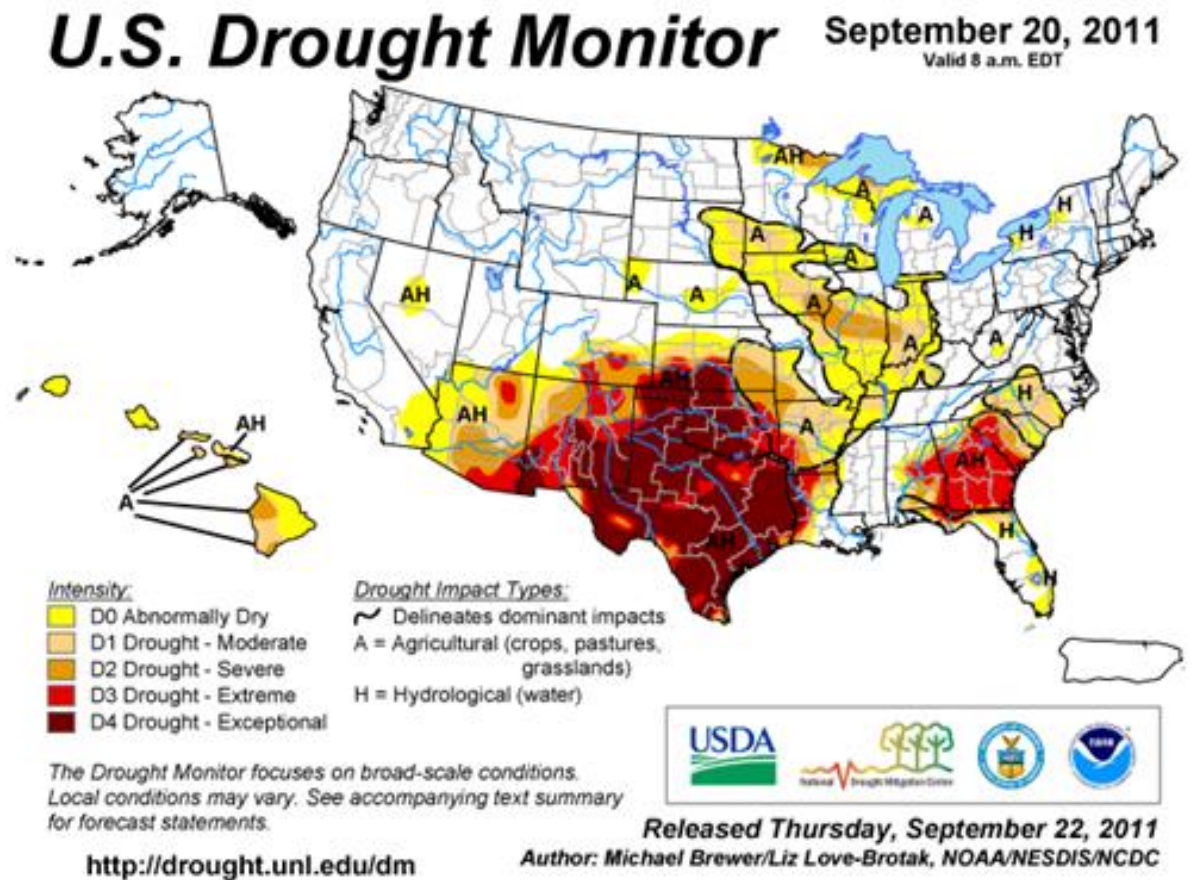 U.S. Drought Monitor
September 20, 2011
Valid 8 a.m. EDT
AH
A
A
H
H
A
A
AH
A
A
A
A
A
AH
H
AH
A
AH
A
AH
AH
H
H
A
Intensity:
D0 Abnormally Dry
D1 Drought - Moderate
D2 Drought - Severe
D3 Drought - Extreme
D4 Drought - Exceptional
Drought Impact Types:
Delineates dominant impacts
A = Agricultural (crops, pastures,
grasslands)
H = Hydrological (water)
USDA
National Drought Mitigation Center
The Drought Monitor focuses on broad-scale conditions.
Local conditions may vary. See accompanying text summary
for forecast statements.
http://drought.unl.edu/dm
Released Thursday, September 22, 2011
Author: Michael Brewer/Liz Love-Brotak, NOAA/NESDIS/NCDC